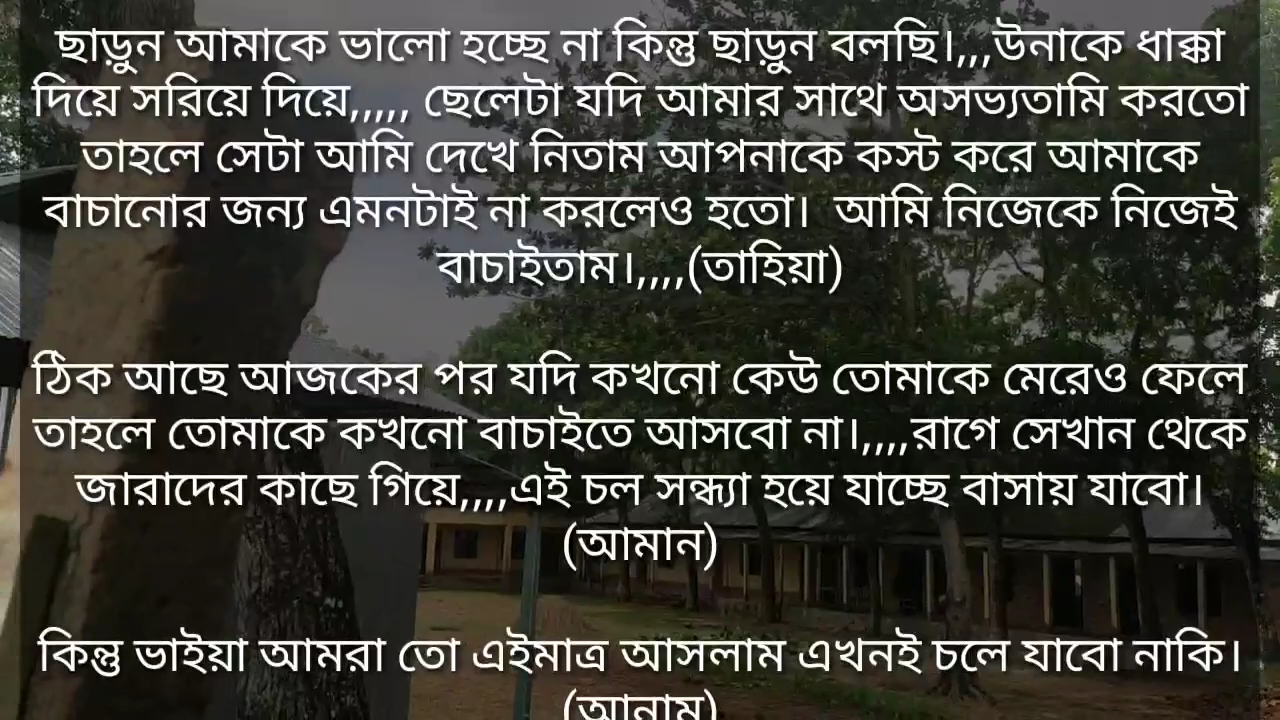 ছাড়ুন আমাকে ভালো হচ্ছে না কিন্তু ছাড়ুন বলছি।,,,উনাকে ধাক্কা
দিয়ে সরিয়ে দিয়ে,,,,, ছেলেটা যদি আমার সাথে অসভ্যতামি করতো
তাহলে সেটা আমি দেখে নিতাম আপনাকে কস্ট করে আমাকে
বাচানোর জন্য এমনটাই না করলেও হতো।  আমি নিজেকে নিজেই
বাচাইতাম।,,,,(তাহিয়া)
ঠিক আছে আজকের পর যদি কখনো কেউ তোমাকে মেরেও ফেলে
তাহলে তোমাকে কখনো বাচাইতে আসবো না।,,,,রাগে সেখান থেকে
জারাদের কাছে গিয়ে,,,,এই চল সন্ধ্যা হয়ে যাচ্ছে বাসায় যাবো।
(আমান)
কিন্তু ভাইয়া আমরা তো এইমাত্র আসলাম এখনই চলে যাবো নাকি।
(আনাম)